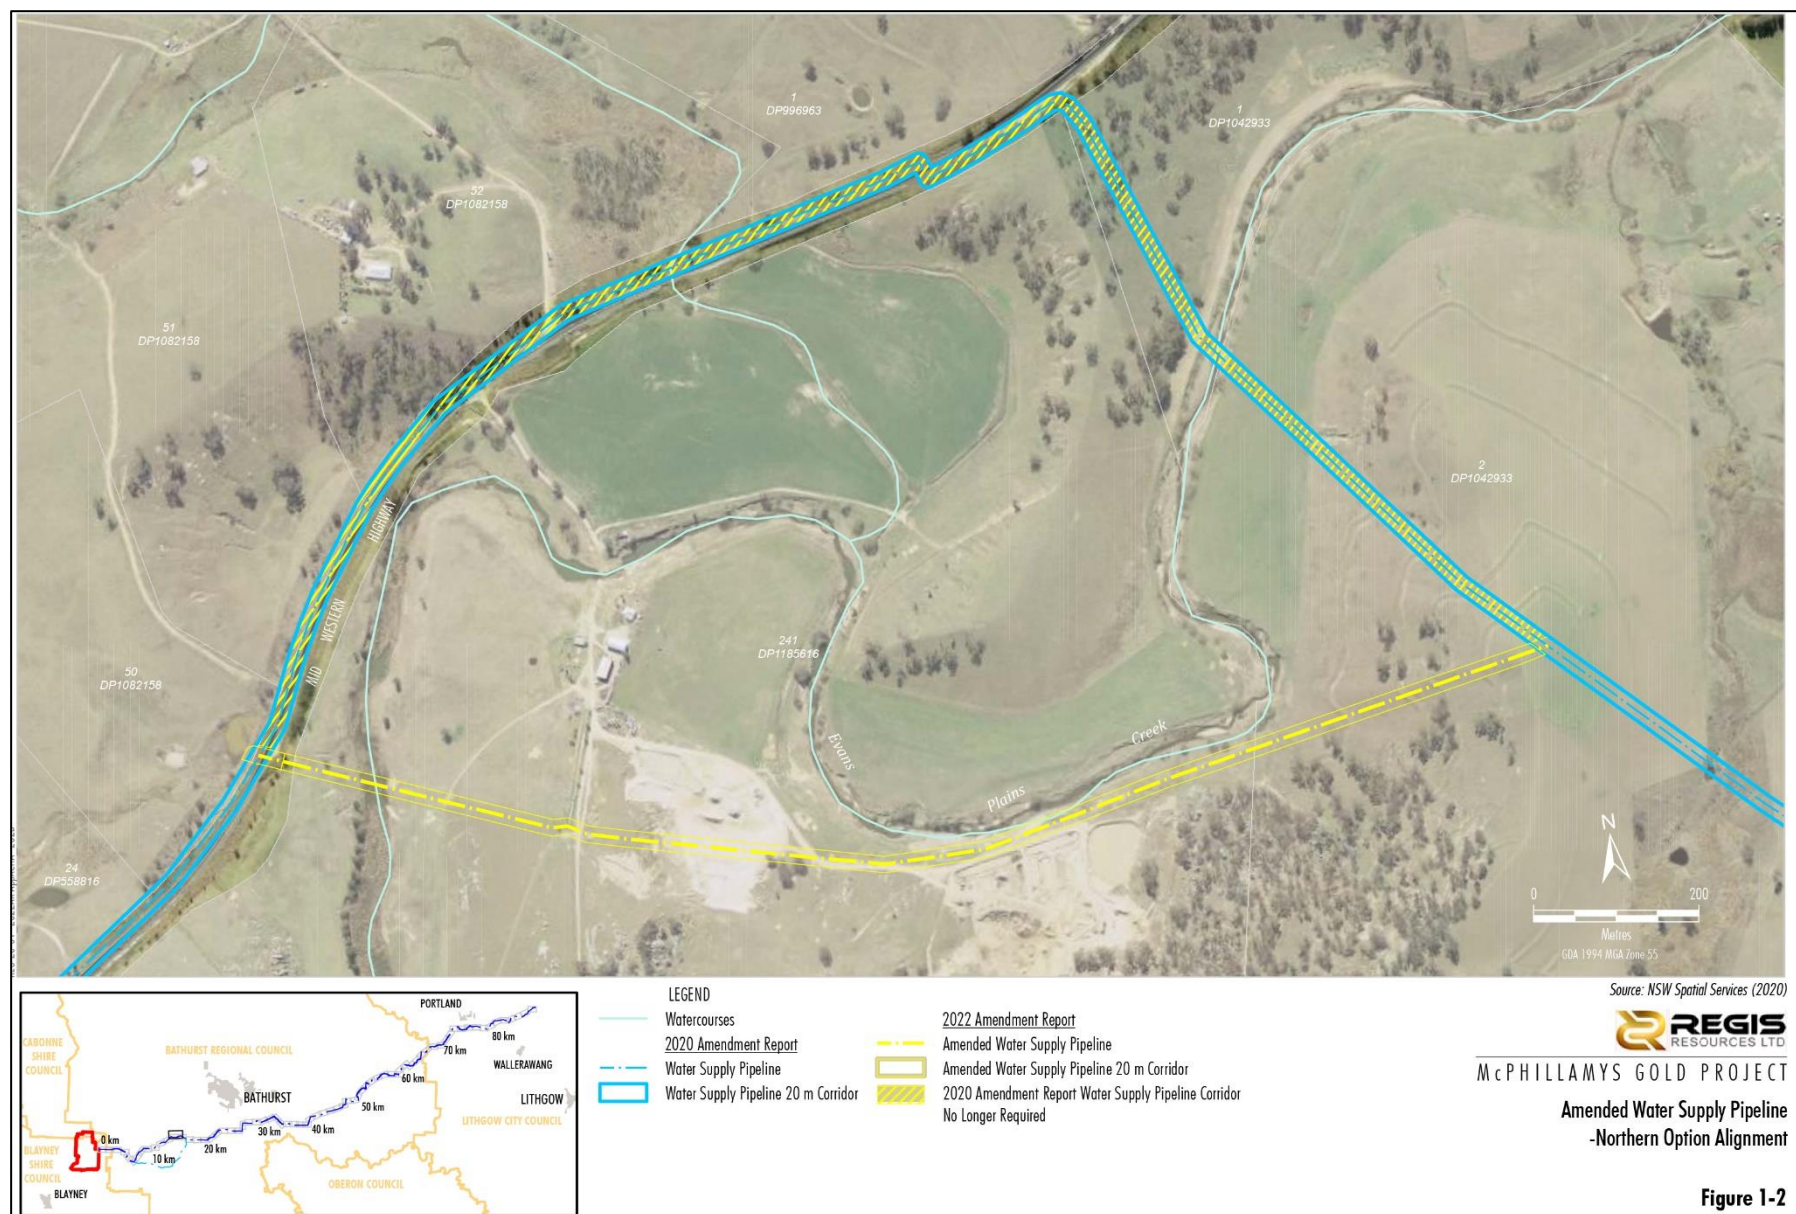 1
DP996963
1
DP1042933
52
DP1082158
51
DP1082158
2
DP1042933
HIGHWAY
WESTERN
MID
241
DP1185616
50
DP1082158
Evans
Plains
Creek
24
DP558816
N
0 200
Metres
GDA 1994 MGA Zone 55
CABONNE
SHIRE
COUNCIL
BATHURST REGIONAL COUNCIL
PORTLAND
80 km
70 km
WALLERAWANG
60 km
BATHURST
LITHGOW
50 km
LITHGOW CITY COUNCIL
40 km
30 km
20 km
10 km
0 km
BLAYNEY
SHIRE
COUNCIL
OBERON COUNCIL
BLAYNEY
LEGEND
Watercourses
2020 Amendment Report
Water Supply Pipeline
Water Supply Pipeline 20 m Corridor
2022 Amendment Report
Amended Water Supply Pipeline
Amended Water Supply Pipeline 20 m Corridor
2020 Amendment Report Water Supply Pipeline Corridor
No Longer Required
Source: NSW Spatial Services (2020)
REGIS
RESOURCES LTD
McPHILLAMYS GOLD PROJECT
Amended Water Supply Pipeline
-Northern Option Alignment
Figure 1-2